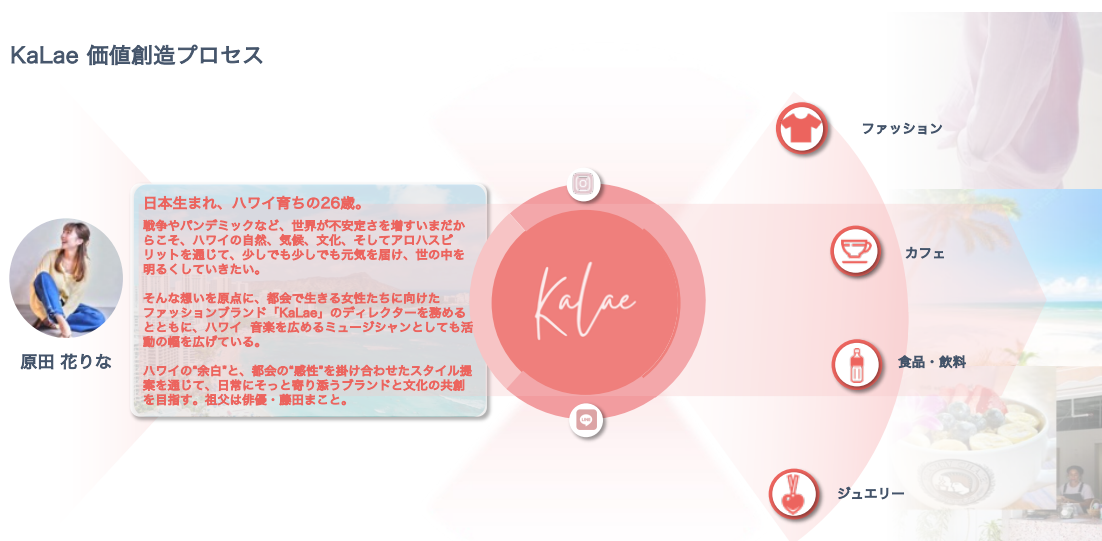 KaLae 価値創造プロセス
ファッション
日本生まれ、ハワイ育ちの26歳。
戦争やパンデミックなど、世界が不安定さを増すいまだか
らこそ、ハワイの自然、気候、文化、そしてアロハスピ
リットを通じて、少しでも少しでも元気を届け、世の中を
明るくしていきたい。
そんな想いを原点に、都会で生きる女性たちに向けた
ファッションブランド「KaLae」のディレクターを務める
とともに、ハワイ 音楽を広めるミュージシャンとしても活
動の幅を広げている。
ハワイの“余白”と、都会の“感性”を掛け合わせたスタイル提
案を通じて、日常にそっと寄り添うブランドと文化の共創
を目指す。祖父は俳優・藤田まこと。
原田 花りな
KaLae
LINE
カフェ
食品・飲料
ジュエリー